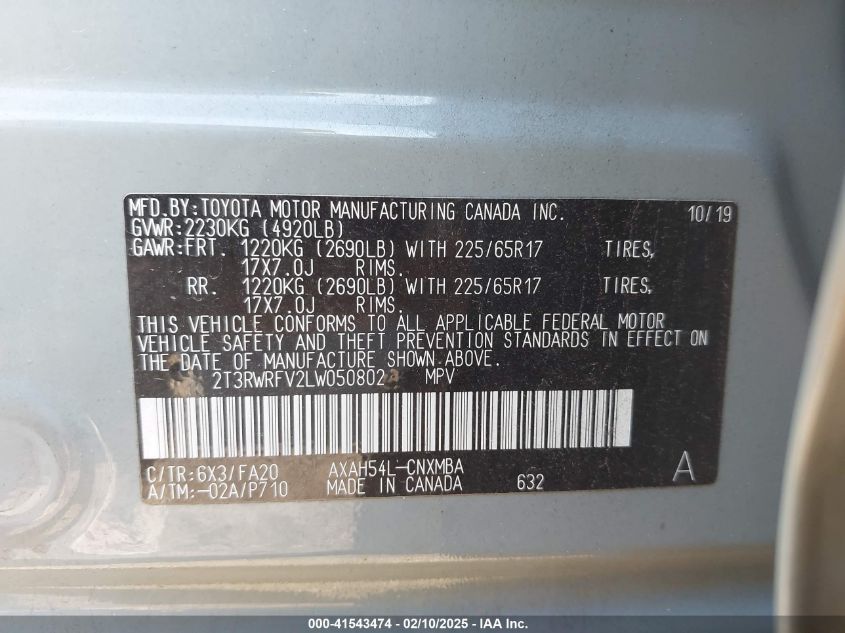 MFD.BY:TOYOTA MOTOR MANUFACTURING CANADA INC. 10/19
GVWR:2230KG (4920LB)
GAWR:FRT. 1220KG (2690LB) WITH 225/65R17 TIRES,
17X7.0J RIMS.
RR. 1220KG (2690LB) WITH 225/65R17 TIRES,
17X7.0J RIMS.
THIS VEHICLE CONFORMS TO ALL APPLICABLE FEDERAL MOTOR
VEHICLE SAFETY AND THEFT PREVENTION STANDARDS IN EFFECT ON
THE DATE OF MANUFACTURE SHOWN ABOVE.
MPV
C/TR:6X3/FA20 AXAH54L-CNXMBA A
A/TM:-02A/P710 MADE IN CANADA 632
000-41543474 - 02/10/2025 - IAA Inc.